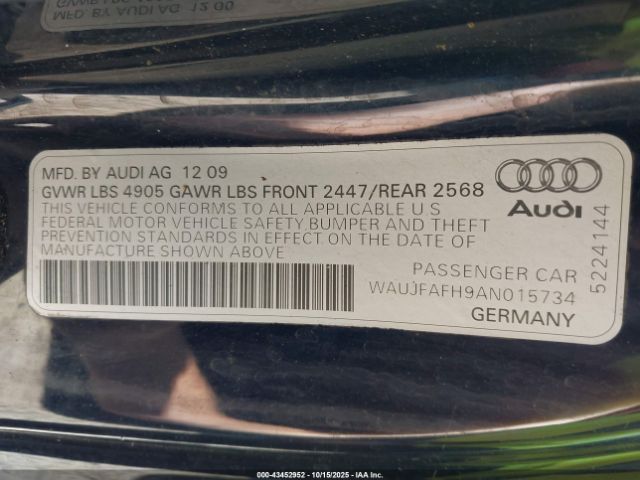 MFD. BY AUDI AG 12 09
GVWR LBS 4905 GAWR LBS FRONT 2447/REAR 2568
THIS VEHICLE CONFORMS TO ALL APPLICABLE U S
FEDERAL MOTOR VEHICLE SAFETY,BUMPER AND THEFT
PREVENTION STANDARDS IN EFFECT ON THE DATE OF
MANUFACTURE SHOWN ABOVE
Audi
5224144
PASSENGER CAR
WAUJFAFH9AN015734
GERMANY
000-43452952 - 10/15/2025 - IAA Inc.